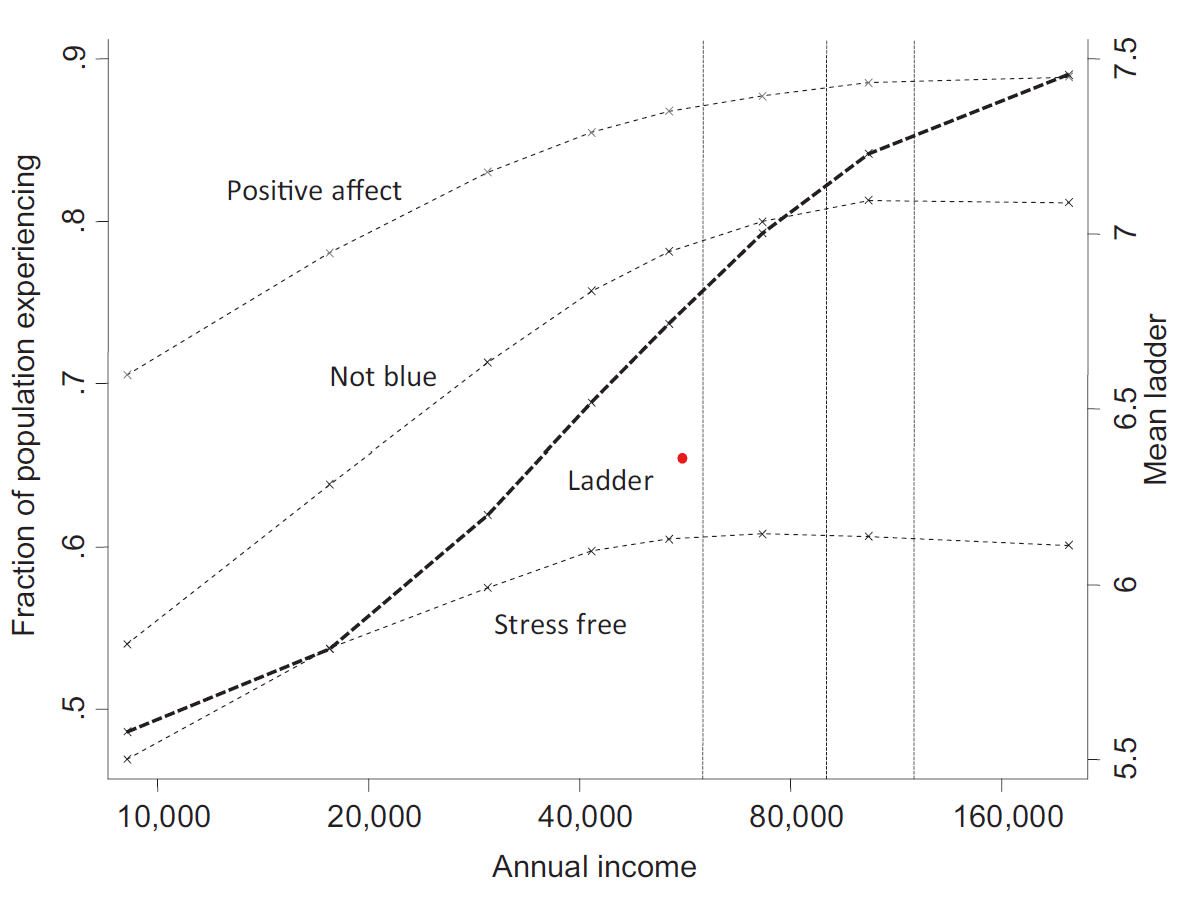 Fraction of population experiencing
.9
.8
.7
.6
.5
Positive affect
Not blue
Ladder
Stress free
7.5
7
6.5
6
5.5
Mean ladder
10,000
20,000
40,000
80,000
160,000
Annual income